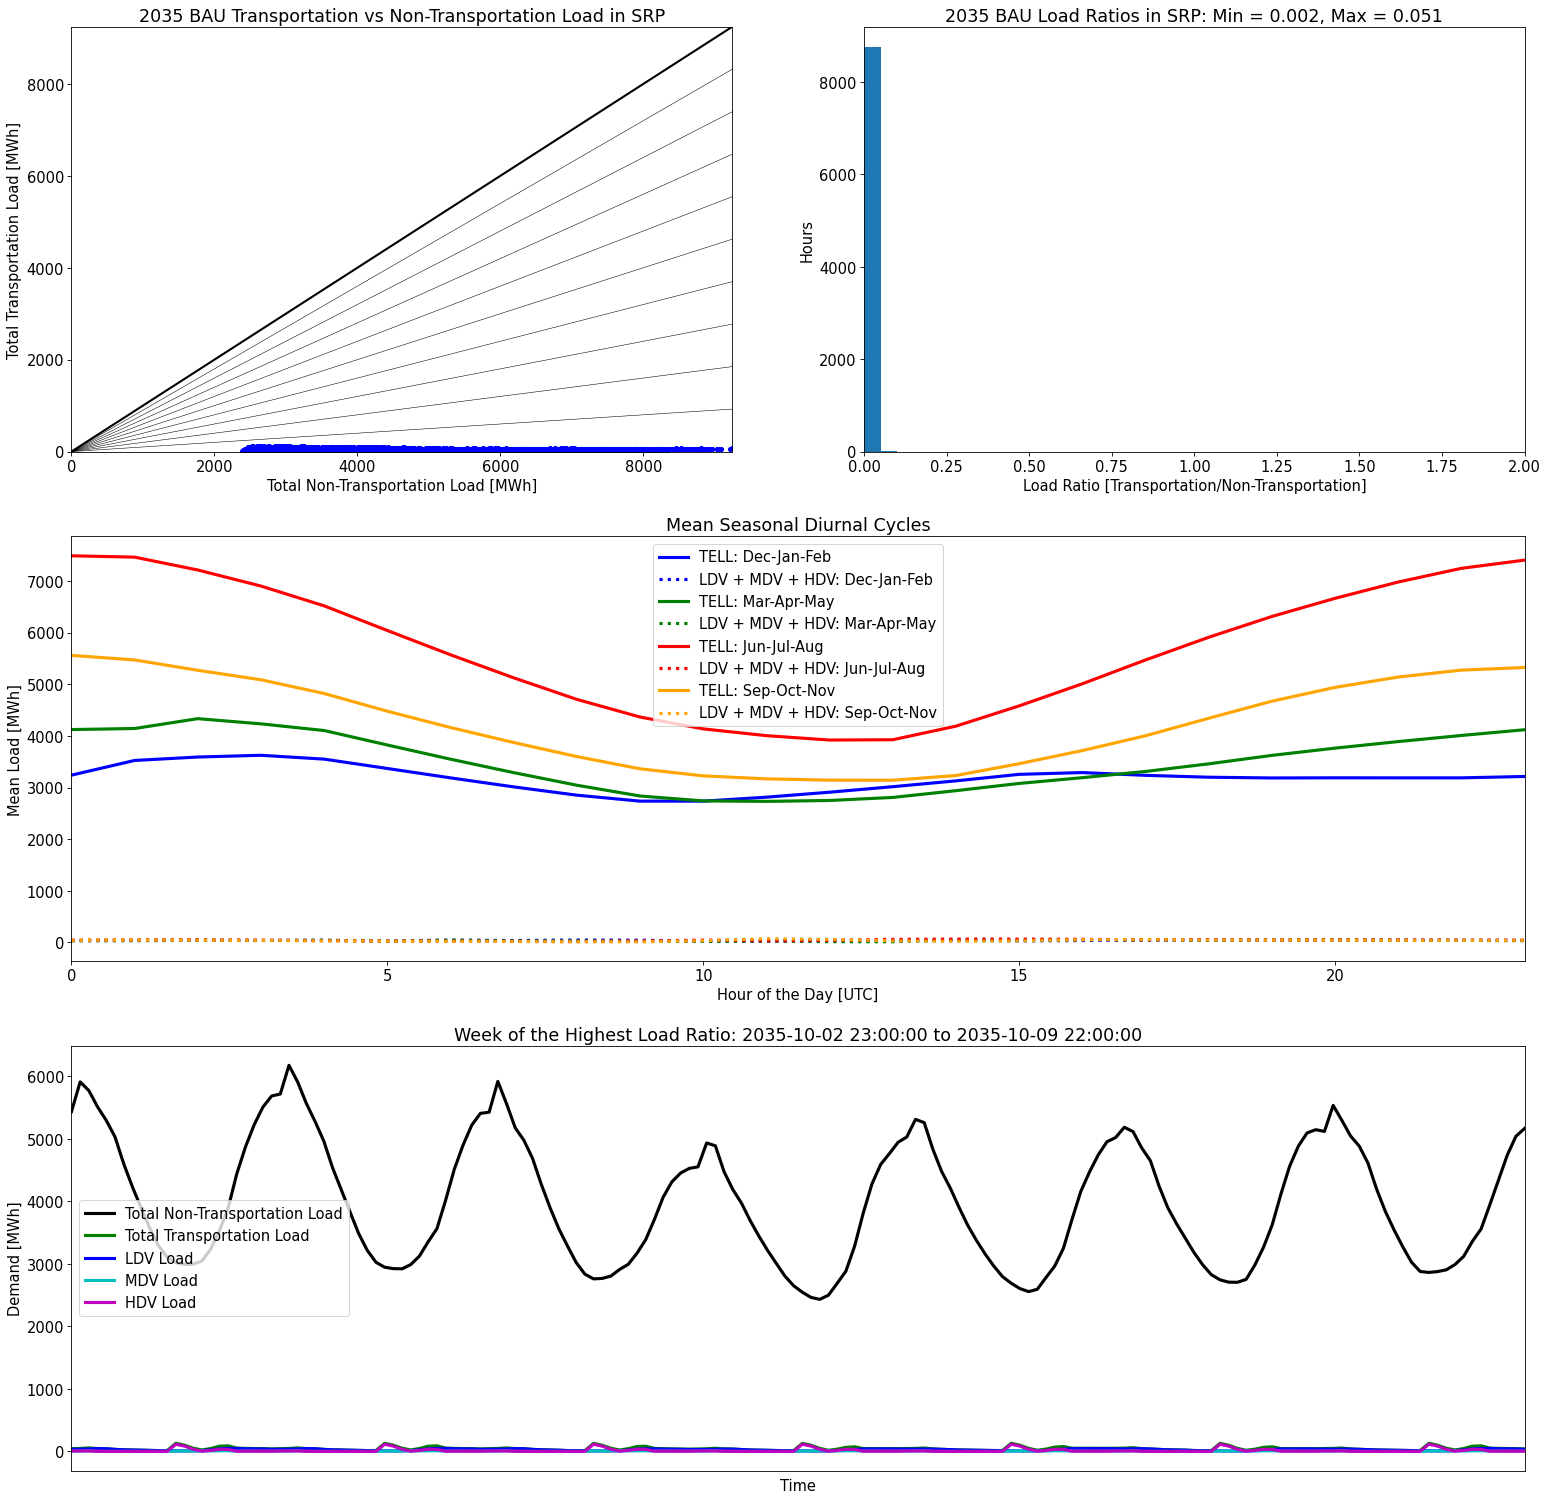 2035 BAU Transportation vs Non-Transportation Load in SRP
Total Transportation Load [MWh]
8000
6000
4000
2000
0
0 2000 4000 6000 8000
Total Non-Transportation Load [MWh]
2035 BAU Load Ratios in SRP: Min = 0.002, Max = 0.051
Hours
8000
6000
4000
2000
0
0.00 0.25 0.50 0.75 1.00 1.25 1.50 1.75 2.00
Load Ratio [Transportation/Non-Transportation]
Mean Seasonal Diurnal Cycles
Mean Load [MWh]
7000
6000
5000
4000
3000
2000
1000
0
TELL: Dec-Jan-Feb
LDV + MDV + HDV: Dec-Jan-Feb
TELL: Mar-Apr-May
LDV + MDV + HDV: Mar-Apr-May
TELL: Jun-Jul-Aug
LDV + MDV + HDV: Jun-Jul-Aug
TELL: Sep-Oct-Nov
LDV + MDV + HDV: Sep-Oct-Nov
0 5 10 15 20
Hour of the Day [UTC]
Week of the Highest Load Ratio: 2035-10-02 23:00:00 to 2035-10-09 22:00:00
Demand [MWh]
6000
5000
4000
3000
2000
1000
0
Total Non-Transportation Load
Total Transportation Load
LDV Load
MDV Load
HDV Load
Time